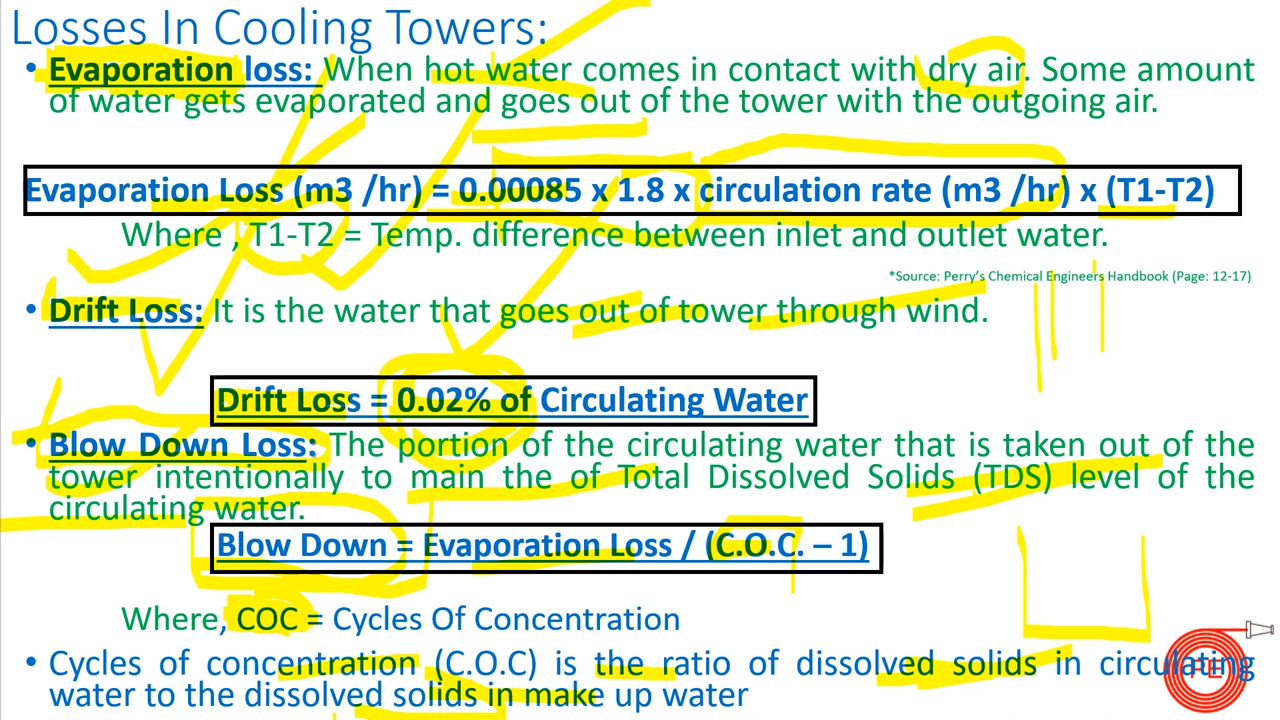 Losses In Cooling Towers:
• Evaporation loss: When hot water comes in contact with dry air. Some amount
of water gets evaporated and goes out of the tower with the outgoing air.
Evaporation Loss (m3 /hr) = 0.00085 x 1.8 x circulation rate (m3 /hr) x (T1-T2)
Where , T1-T2 = Temp. difference between inlet and outlet water.
*Source: Perry's Chemical Engineers Handbook (Page: 12-17)
• Drift Loss: It is the water that goes out of tower through wind.
Drift Loss = 0.02% of Circulating Water
• Blow Down Loss: The portion of the circulating water that is taken out of the
tower intentionally to main the of Total Dissolved Solids (TDS) level of the
circulating water.
Blow Down = Evaporation Loss / (C.O.C. – 1)
Where, COC = Cycles Of Concentration
• Cycles of concentration (C.O.C) is the ratio of dissolved solids in circulating
water to the dissolved solids in make up water